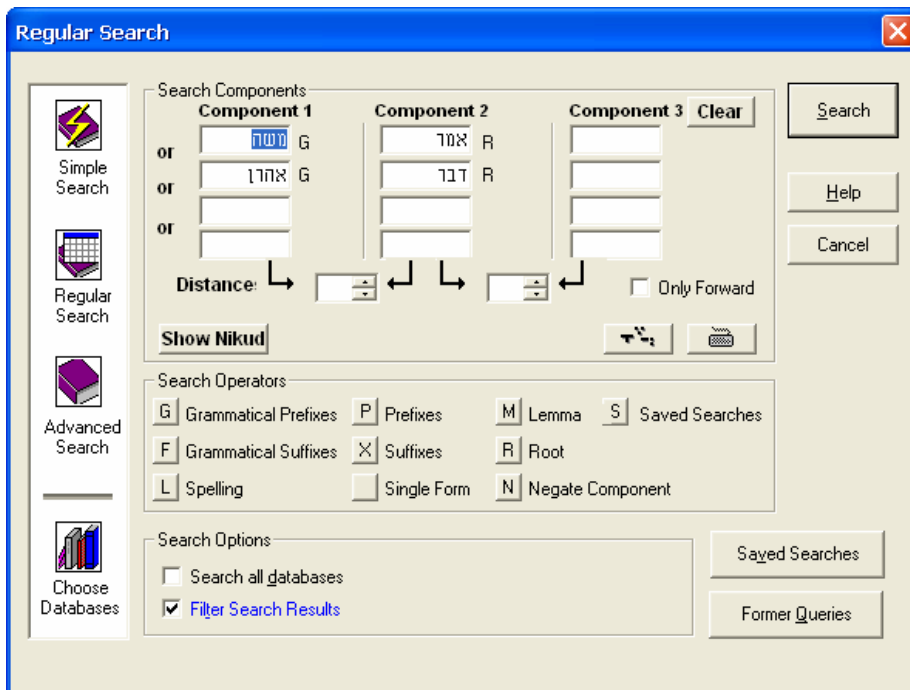 Regular Search
Simple
Search
Regular
Search
Advanced
Search
Choose
Databases
Search Components
Component 1 Component 2 Component 3 Clear
משה G אמר R
or
אהרן G דבר R
or
or
Distance: Only Forward
Show Nikud
Search Operators
G Grammatical Prefixes P Prefixes M Lemma S Saved Searches
F Grammatical Suffixes X Suffixes R Root
L Spelling Single Form N Negate Component
Search Options
Search all databases
Filter Search Results
Search
Help
Cancel
Saved Searches
Former Queries